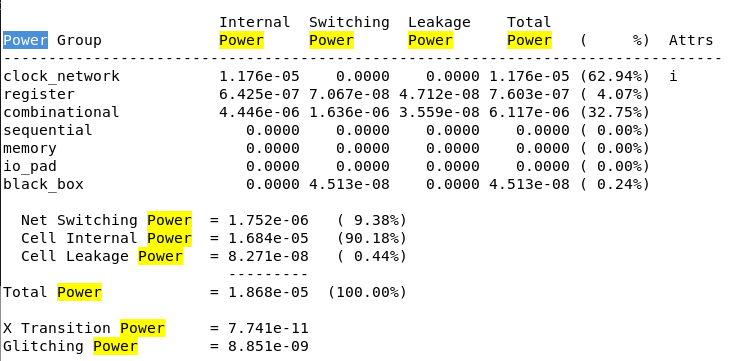 Internal  Switching  Leakage    Total
Power Group             Power     Power      Power      Power   (     %)  Attrs
--------------------------------------------------------------------------------
clock_network           1.176e-05    0.0000    0.0000 1.176e-05 (62.94%)  i
register                6.425e-07 7.067e-08 4.712e-08 7.603e-07 ( 4.07%)
combinational           4.446e-06 1.636e-06 3.559e-08 6.117e-06 (32.75%)
sequential                 0.0000    0.0000    0.0000    0.0000 ( 0.00%)
memory                     0.0000    0.0000    0.0000    0.0000 ( 0.00%)
io_pad                     0.0000    0.0000    0.0000    0.0000 ( 0.00%)
black_box                  0.0000 4.513e-08    0.0000 4.513e-08 ( 0.24%)
  Net Switching Power  = 1.752e-06   ( 9.38%)
  Cell Internal Power  = 1.684e-05   (90.18%)
  Cell Leakage Power   = 8.271e-08   ( 0.44%)
                         ---------
Total Power            = 1.868e-05  (100.00%)
X Transition Power     = 7.741e-11
Glitching Power        = 8.851e-09